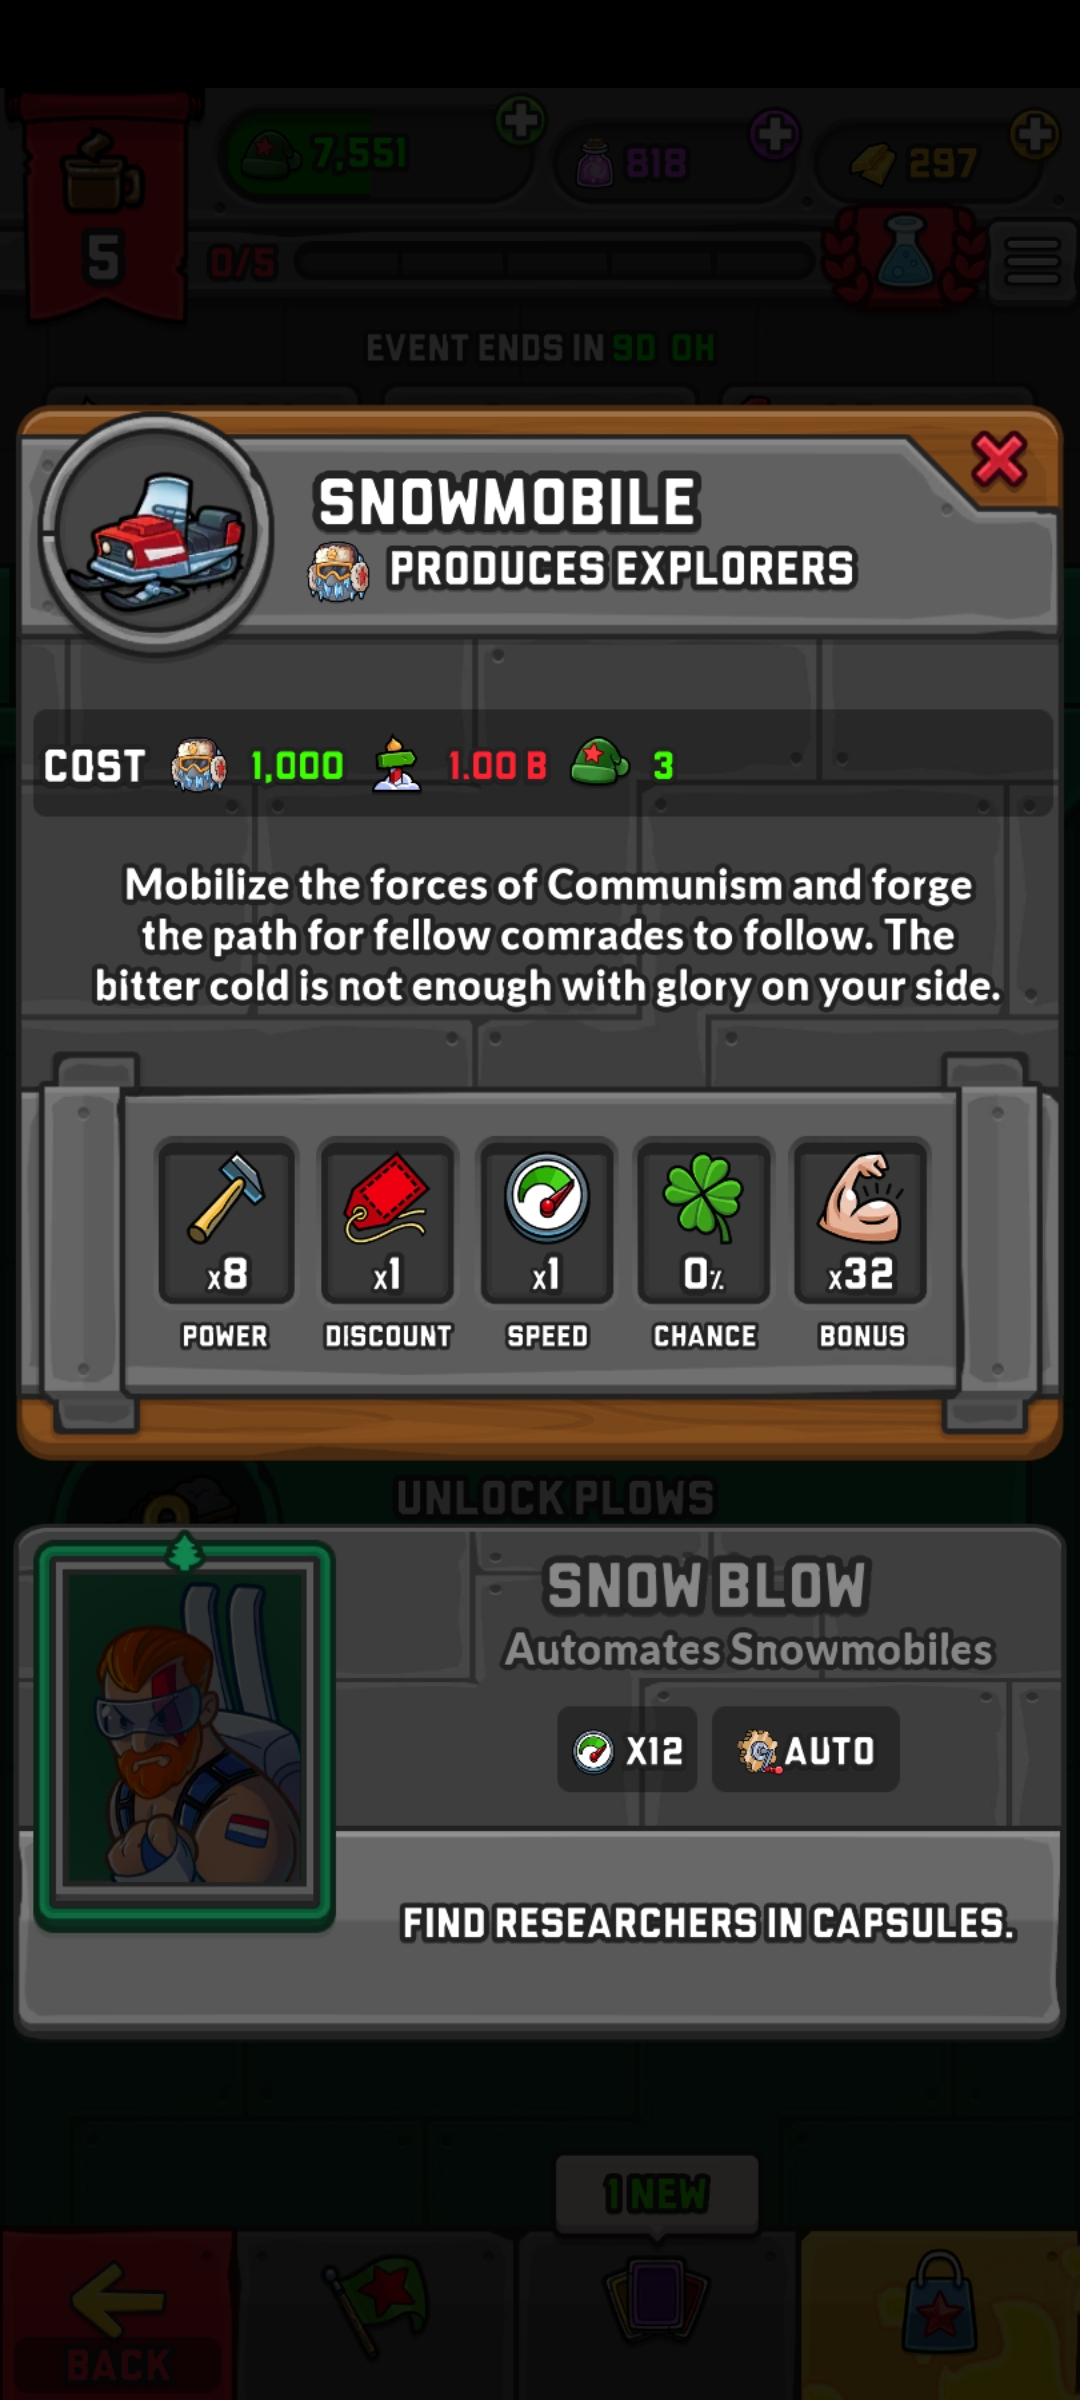 7,551
818
297
5
0/5
EVENT ENDS IN 9D 0H
SNOWMOBILE
PRODUCES EXPLORERS
COST 1,000 1.00 B 3
Mobilize the forces of Communism and forge
the path for fellow comrades to follow. The
bitter cold is not enough with glory on your side.
x8
x1
x1
0%
x32
POWER
DISCOUNT
SPEED
CHANCE
BONUS
UNLOCK PLOWS
SNOW BLOW
Automates Snowmobiles
X12
AUTO
FIND RESEARCHERS IN CAPSULES.
1 NEW
BACK